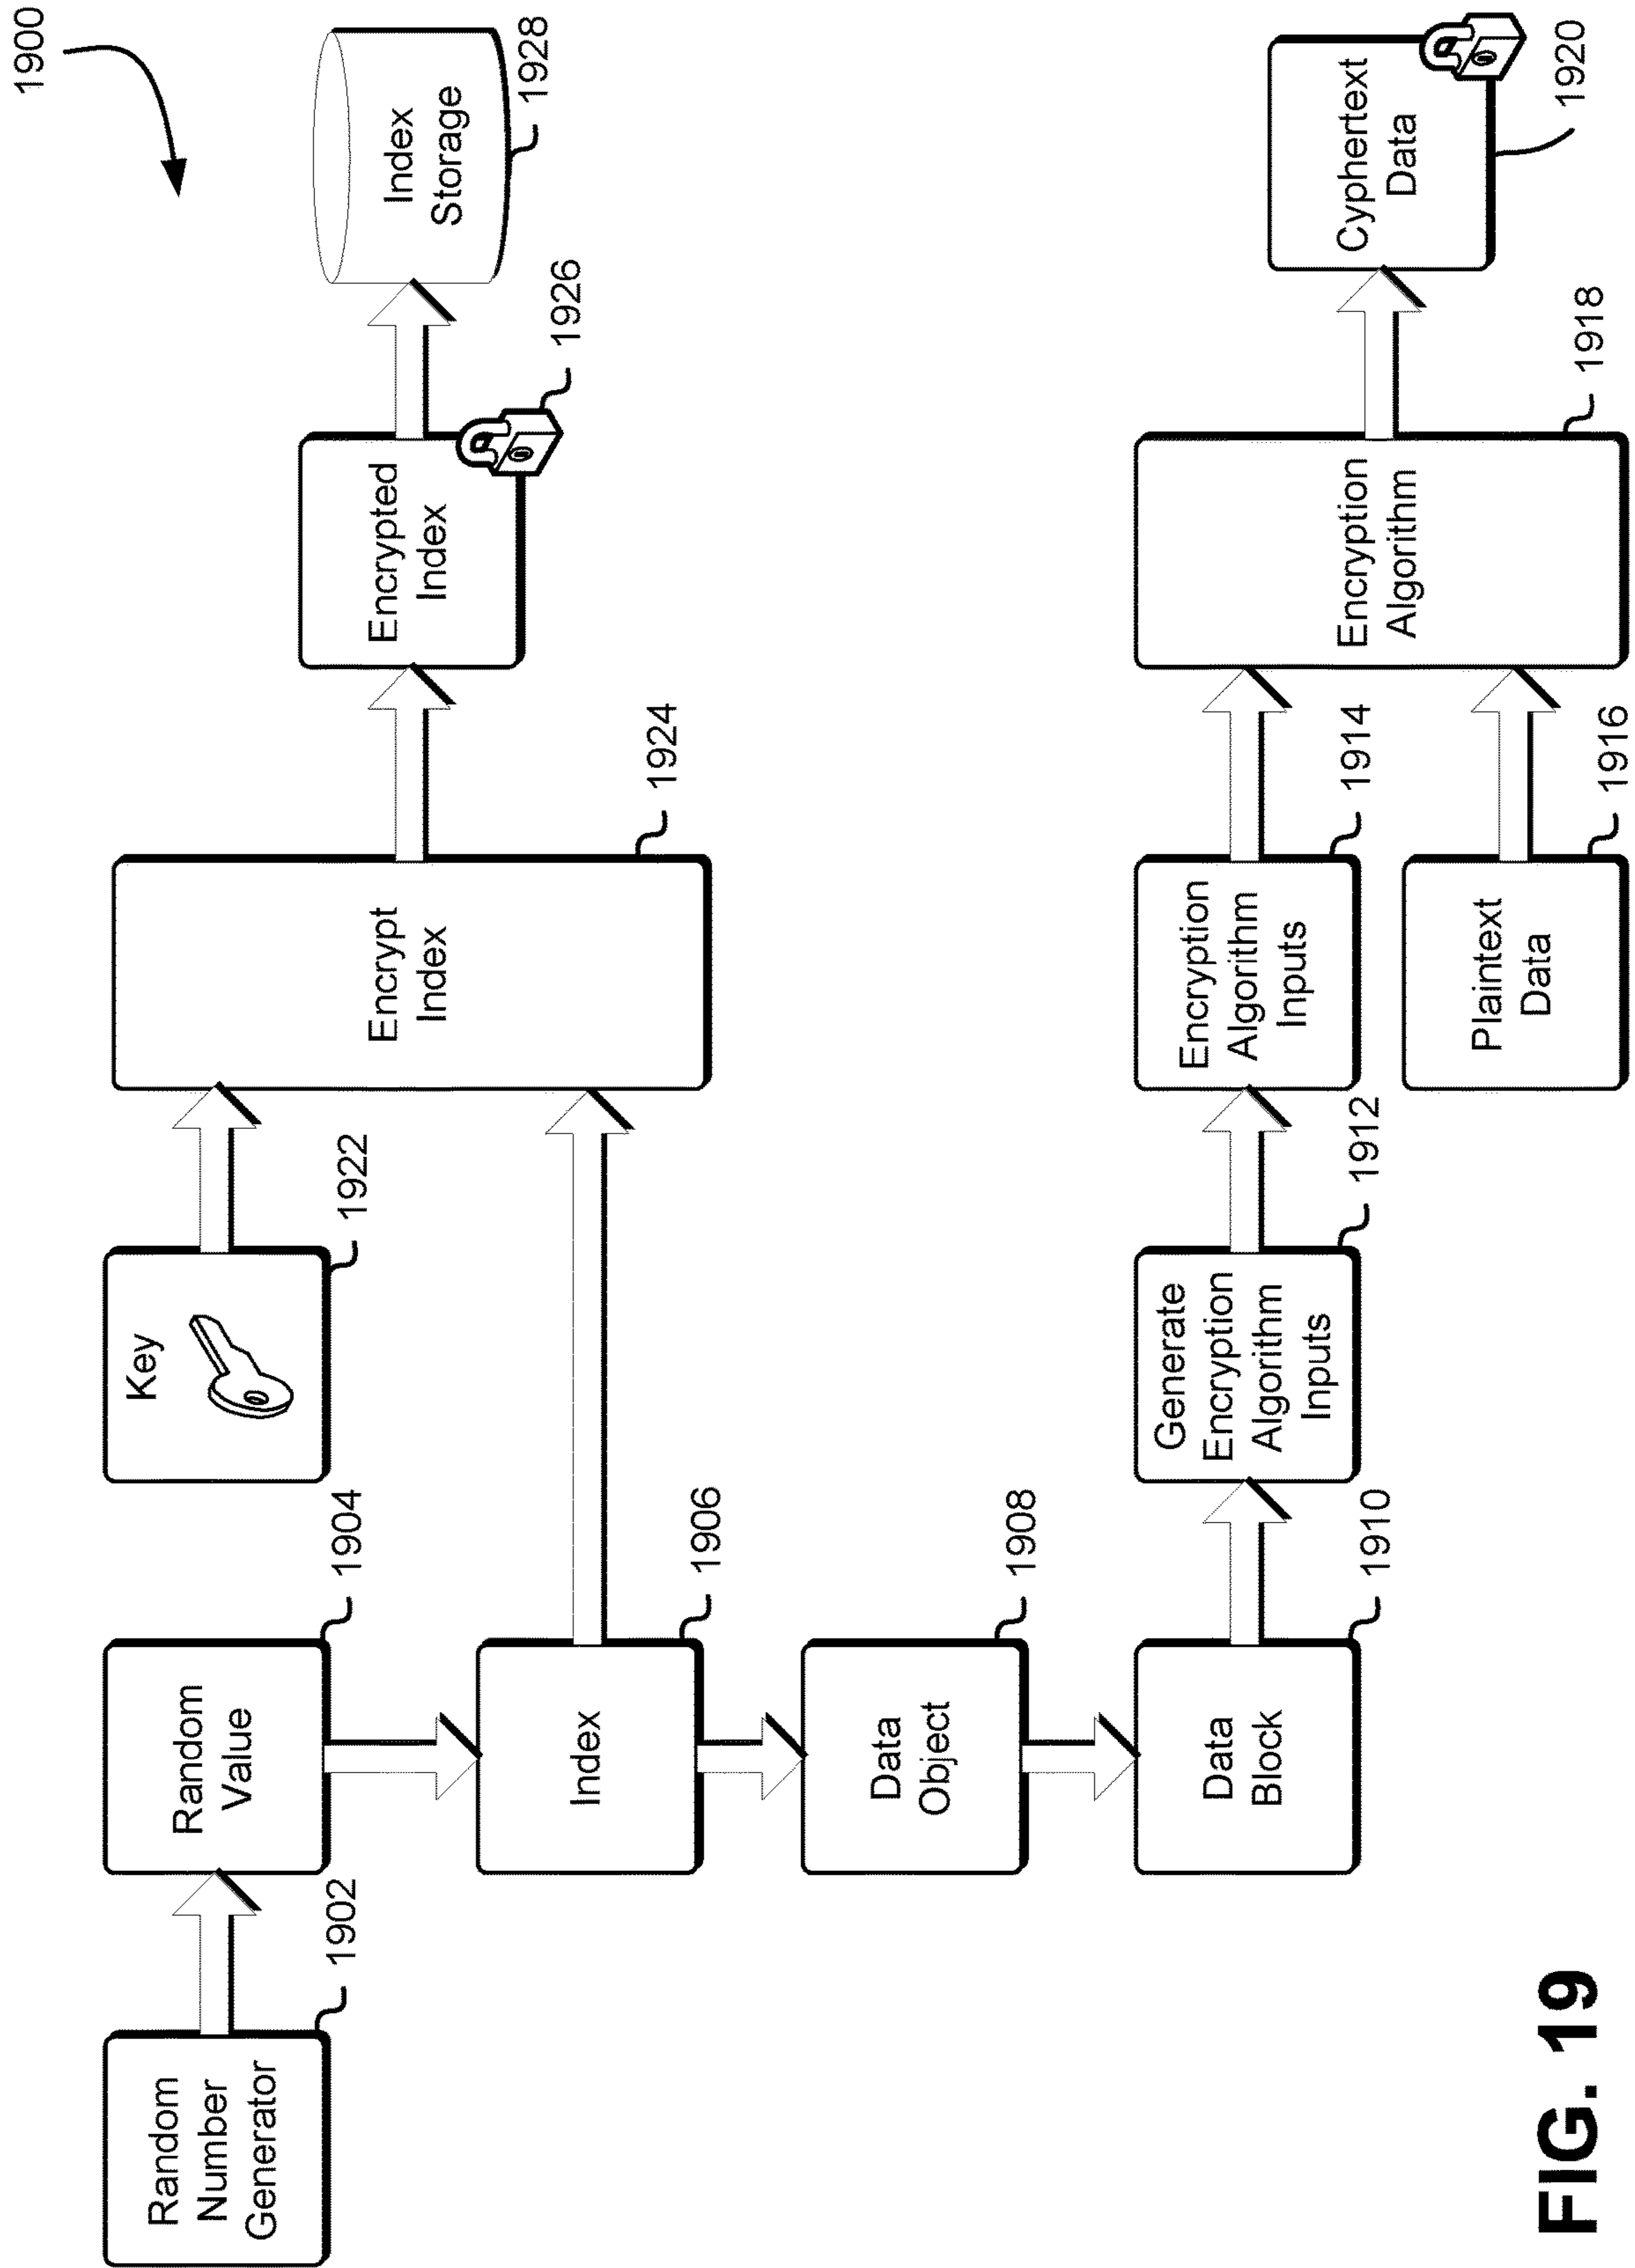 1900
Random
Number
Generator
1902
Random
Value
1904
Key
1922
Encrypt
Index
1924
Encrypted
Index
1926
Index
Storage
1928
Index
1906
Data
Object
1908
Data
Block
1910
Generate
Encryption
Algorithm
Inputs
1912
Encryption
Algorithm
Inputs
1914
Plaintext
Data
1916
Encryption
Algorithm
1918
Cyphertext
Data
1920
FIG. 19